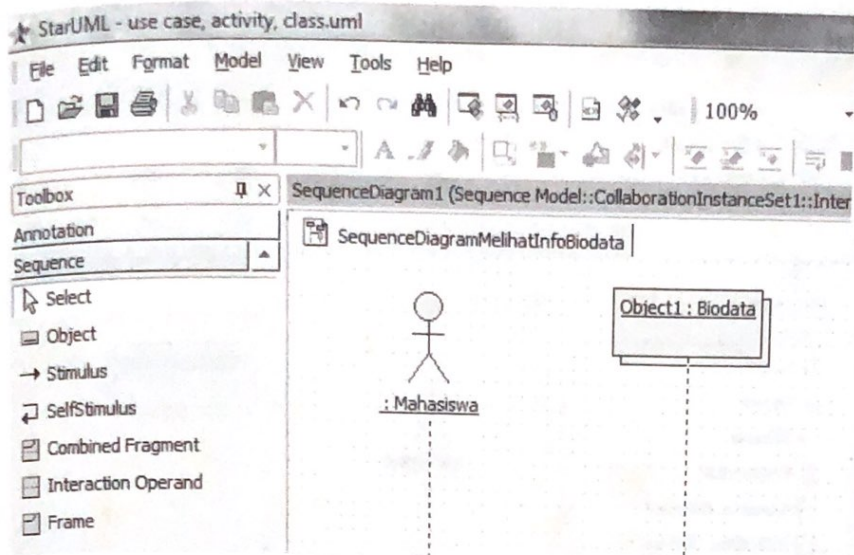 StarUML - use case, activity, class.uml
File Edit Format Model View Tools Help
100%
A
Toolbox
SequenceDiagram1 (Sequence Model::CollaborationInstanceSet1::Inter
Annotation
Sequence
SequenceDiagramMelihatInfoBiodata
Select
Object
Stimulus
SelfStimulus
Combined Fragment
Interaction Operand
Frame
: Mahasiswa
Object1 : Biodata